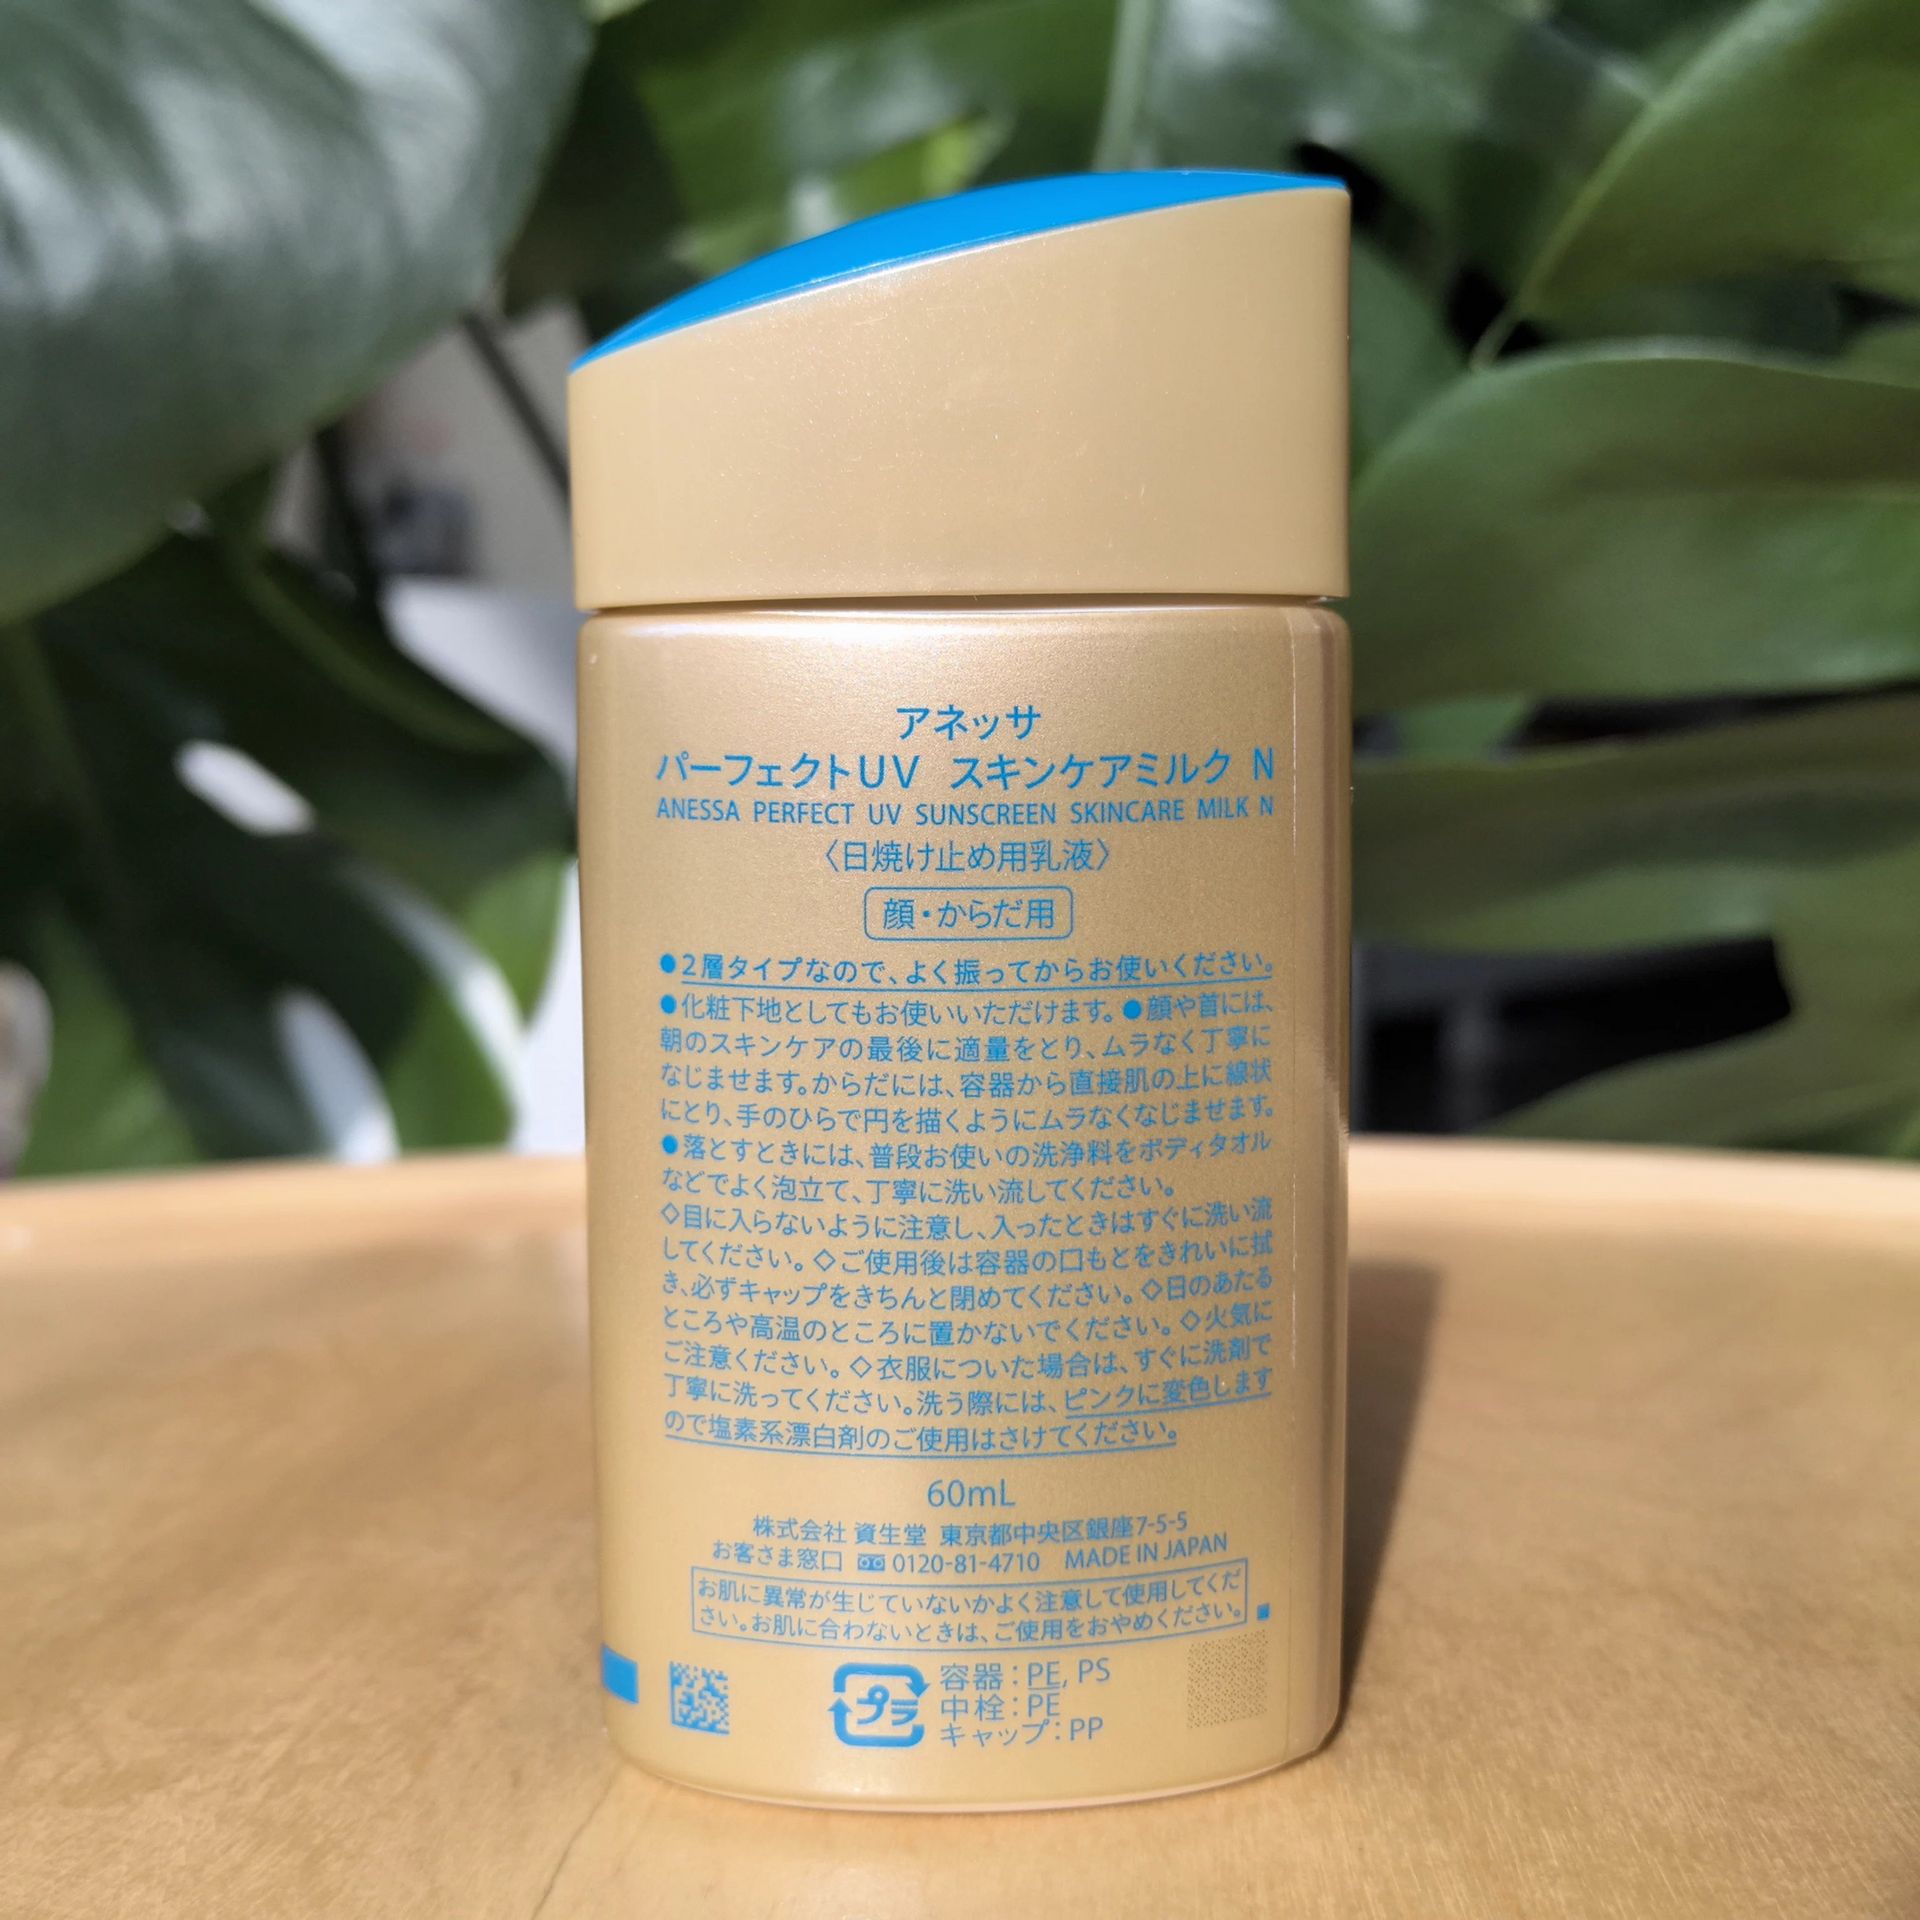 アネッサ
パーフェクトUV スキンケアミルク N
ANESSA PERFECT UV SUNSCREEN SKINCARE MILK N
〈日焼け止め用乳液〉
顔・からだ用
●2層タイプなので、よく振ってからお使いください。
●化粧下地としてもお使いいただけます。●顔や首には、
朝のスキンケアの最後に適量をとり、ムラなく丁寧に
なじませます。からだには、容器から直接肌の上に線状
にとり、手のひらで円を描くようにムラなくなじませます。
●落とすときには、普段お使いの洗浄料をボディタオル
などでよく泡立て、丁寧に洗い流してください。
◇目に入らないように注意し、入ったときはすぐに洗い流
してください。◇ご使用後は容器の口もとをきれいに拭
き、必ずキャップをきちんと閉めてください。◇日のあたる
ところや高温のところに置かないでください。◇火気に
ご注意ください。◇衣服についた場合は、すぐに洗剤で
丁寧に洗ってください。洗う際には、ピンクに変色します
ので塩素系漂白剤のご使用はさけてください。
60mL
株式会社 資生堂 東京都中央区銀座7-5-5
お客さま窓口 0120-81-4710 MADE IN JAPAN
お肌に異常が生じていないかよく注意して使用してくだ
さい。お肌に合わないときは、ご使用をおやめください。
プラ 容器：PE, PS
中栓：PE
キャップ：PP